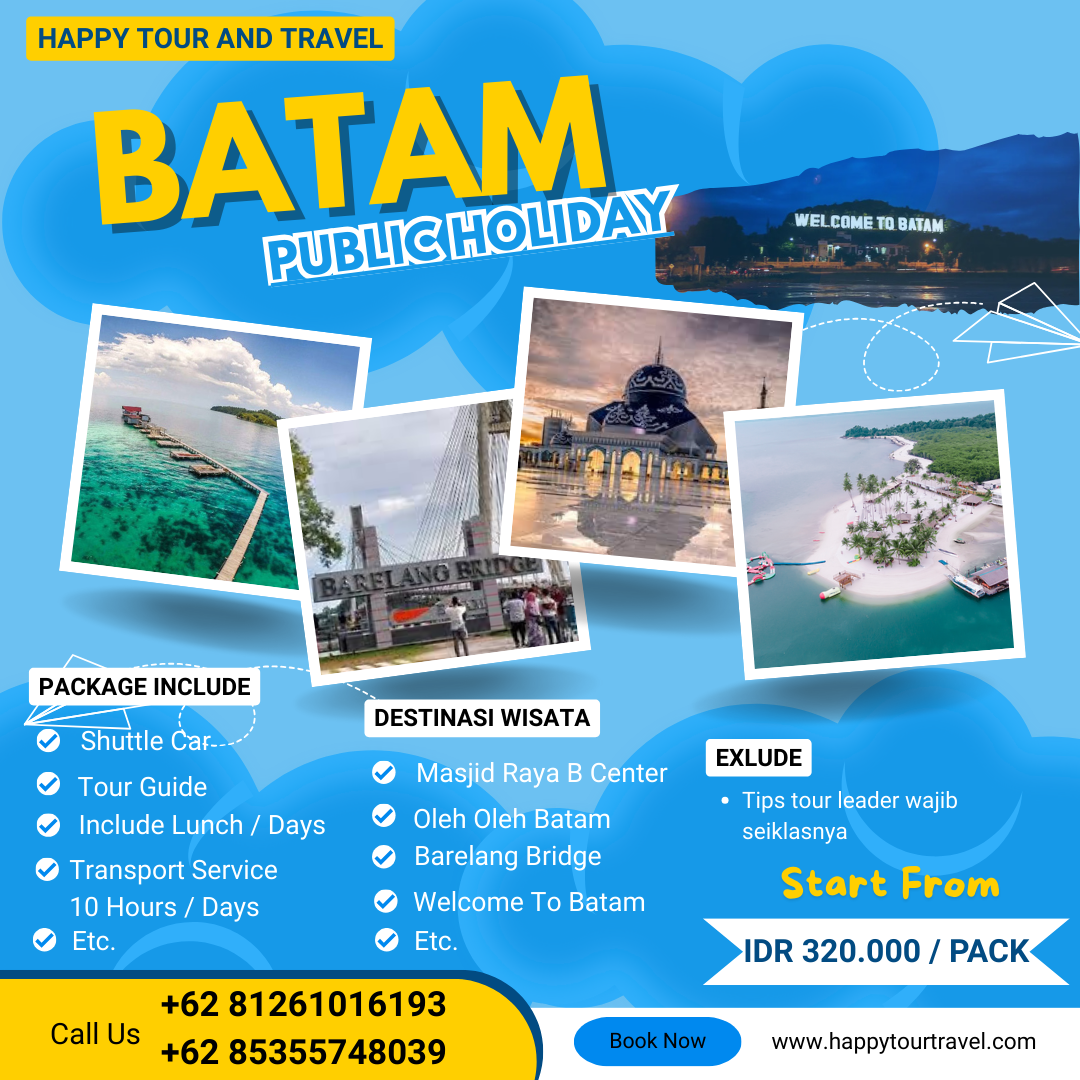 HAPPY TOUR AND TRAVEL
BATAM
PUBLIC HOLIDAY
WELCOME TO BATAM
BARELANG BRIDGE
PACKAGE INCLUDE
Shuttle Car
Tour Guide
Include Lunch / Days
Transport Service
10 Hours / Days
Etc.
DESTINASI WISATA
Masjid Raya B Center
Oleh Oleh Batam
Barelang Bridge
Welcome To Batam
Etc.
EXLUDE
Tips tour leader wajib
seiklasnya
Start From
IDR 320.000 / PACK
Call Us
+62 81261016193
+62 85355748039
Book Now
www.happytourtravel.com